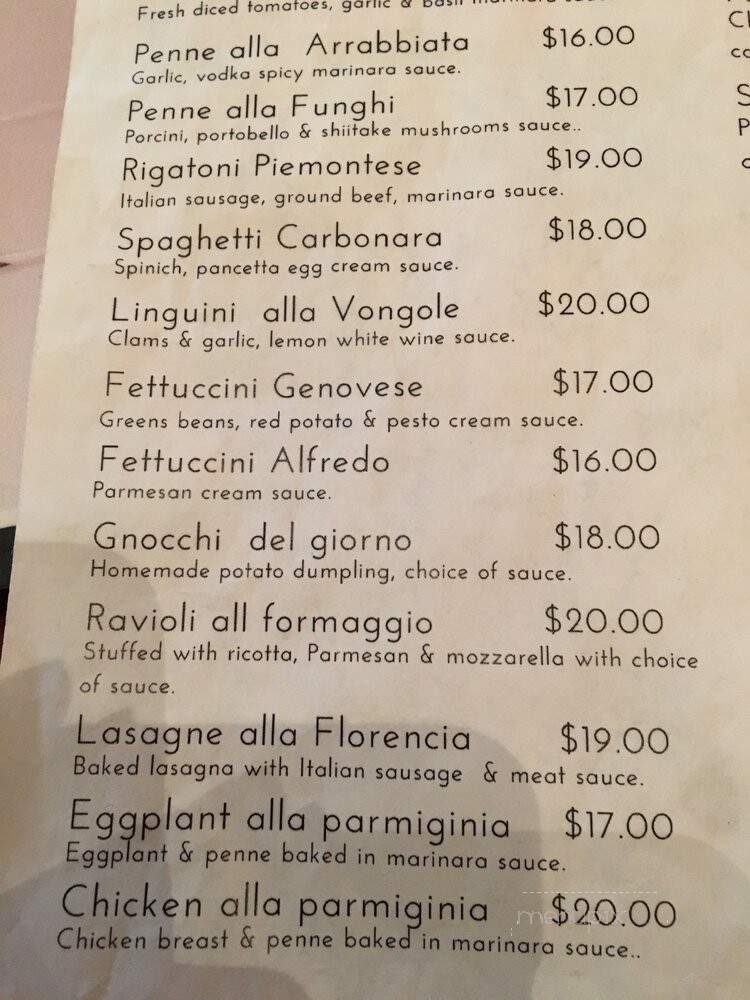 Fresh diced tomatoes, garlic & basil marinara
Penne alla Arrabbiata $16.00
Garlic, vodka spicy marinara sauce.
Penne alla Funghi $17.00
Porcini, portobello & shiitake mushrooms sauce..
Rigatoni Piemontese $19.00
Italian sausage, ground beef, marinara sauce.
Spaghetti Carbonara $18.00
Spinich, pancetta egg cream sauce.
Linguini alla Vongole $20.00
Clams & garlic, lemon white wine sauce.
Fettuccini Genovese $17.00
Greens beans, red potato & pesto cream sauce.
Fettuccini Alfredo $16.00
Parmesan cream sauce.
Gnocchi del giorno $18.00
Homemade potato dumpling, choice of sauce.
Ravioli all formaggio $20.00
Stuffed with ricotta, Parmesan & mozzarella with choice
of sauce.
Lasagne alla Florencia $19.00
Baked lasagna with Italian sausage & meat sauce.
Eggplant alla parmiginia $17.00
Eggplant & penne baked in marinara sauce.
Chicken alla parmiginia $20.00
Chicken breast & penne baked in marinara sauce..